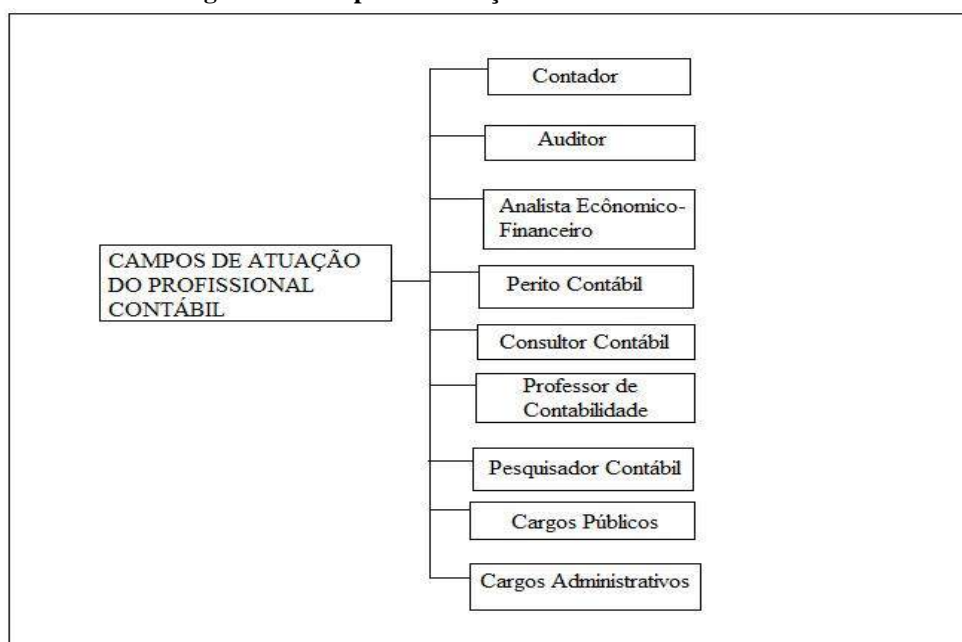 CAMPOS DE ATUAÇÃO
DO PROFISSIONAL
CONTÁBIL
Contador
Auditor
Analista Ecônomico-
Financeiro
Perito Contábil
Consultor Contábil
Professor de
Contabilidade
Pesquisador Contábil
Cargos Públicos
Cargos Administrativos